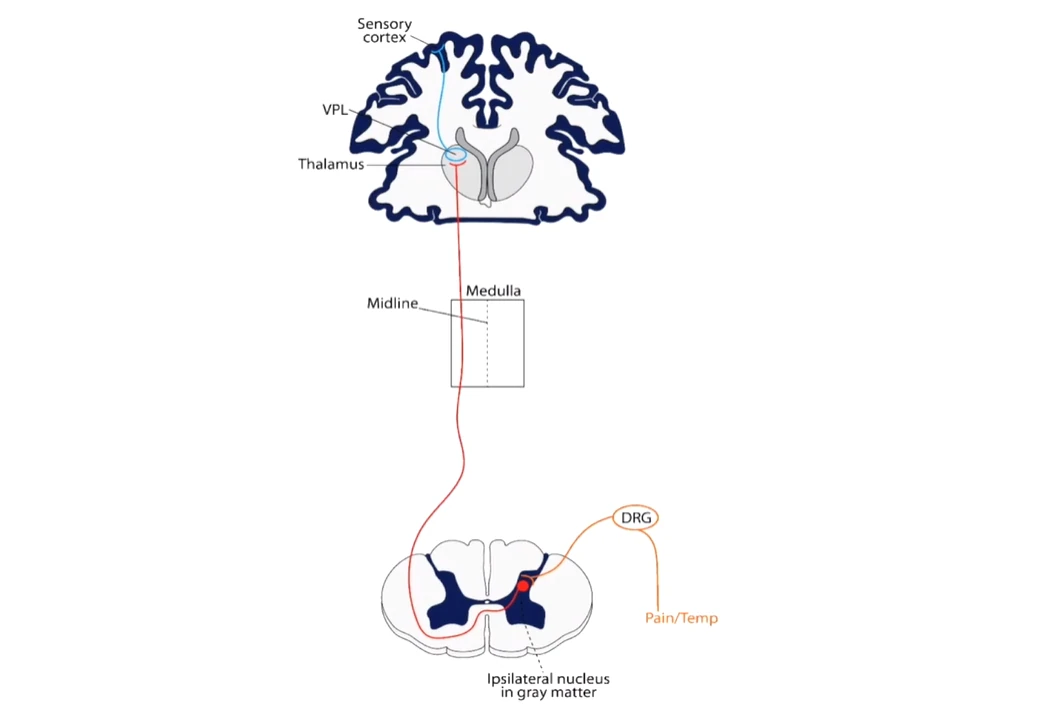 Sensory
cortex
VPL
Thalamus
Medulla
Midline
DRG
Pain/Temp
Ipsilateral nucleus
in gray matter